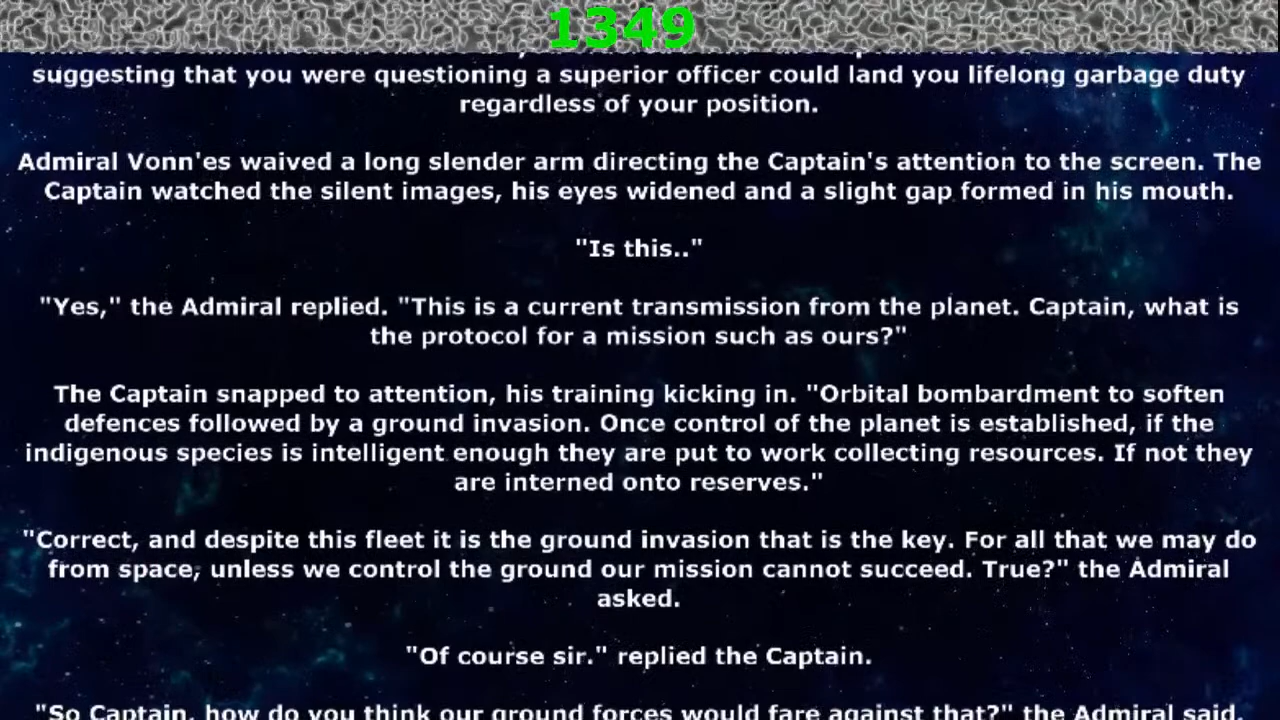 1349
suggesting that you were questioning a superior officer could land you lifelong garbage duty
regardless of your position.
Admiral Vonn'es waived a long slender arm directing the Captain's attention to the screen. The
Captain watched the silent images, his eyes widened and a slight gap formed in his mouth.
"Is this.."
"Yes," the Admiral replied. "This is a current transmission from the planet. Captain, what is
the protocol for a mission such as ours?"
The Captain snapped to attention, his training kicking in. "Orbital bombardment to soften
defences followed by a ground invasion. Once control of the planet is established, if the
indigenous species is intelligent enough they are put to work collecting resources. If not they
are interned onto reserves."
"Correct, and despite this fleet it is the ground invasion that is the key. For all that we may do
from space, unless we control the ground our mission cannot succeed. True?" the Admiral
asked.
"Of course sir." replied the Captain.
"So Captain, how do you think our ground forces would fare against that?" the Admiral said,